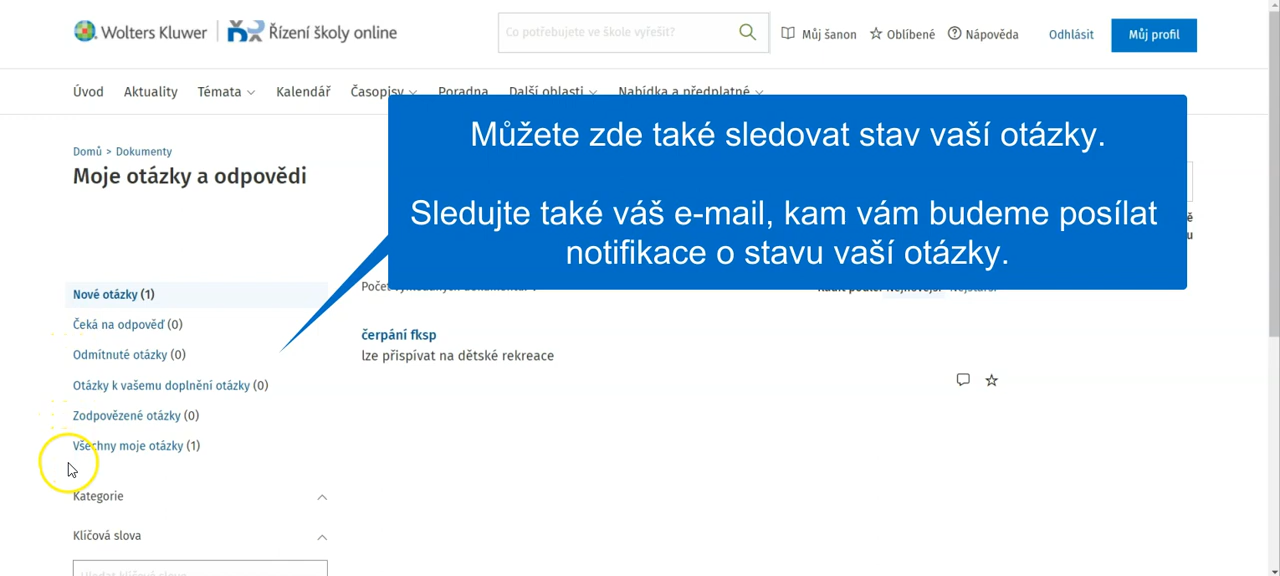 Wolters Kluwer
Řízení školy online
Co potřebujete ve škole vyřešit?
Můj šanon
Oblíbené
Nápověda
Odhlásit
Můj profil
Úvod
Aktuality
Témata
Kalendář
Časopisy
Poradna
Další oblasti
Nabídka a předplatné
Můžete zde také sledovat stav vaší otázky.
Sledujte také váš e-mail, kam vám budeme posílat
notifikace o stavu vaší otázky.
Domů > Dokumenty
Moje otázky a odpovědi
Nové otázky (1)
Čeká na odpověď (0)
Odmítnuté otázky (0)
Otázky k vašemu doplnění otázky (0)
Zodpovězené otázky (0)
Všechny moje otázky (1)
Kategorie
Klíčová slova
Počet
čerpání fksp
lze přispívat na dětské rekreace